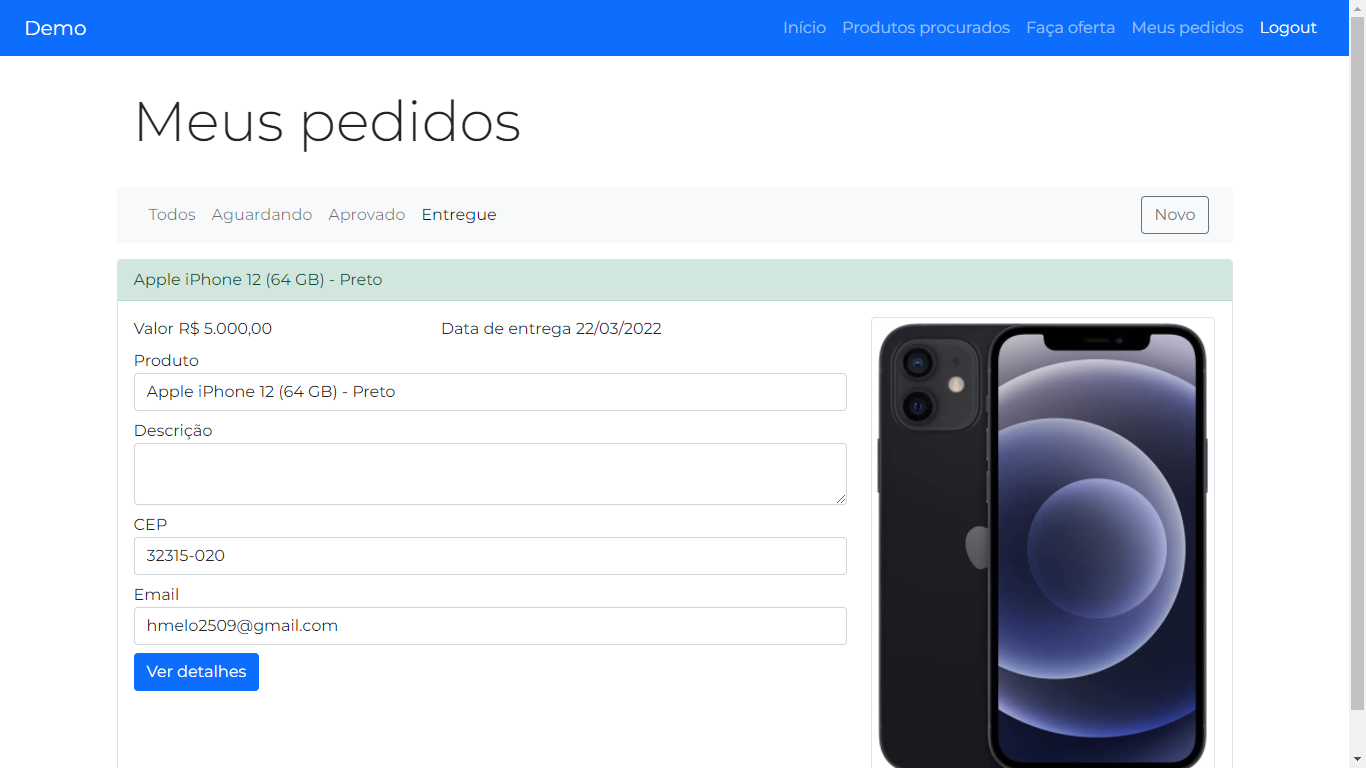 Demo
Início Produtos procurados Faça oferta Meus pedidos Logout
Meus pedidos
Todos Aguardando Aprovado Entregue Novo
Apple iPhone 12 (64 GB) - Preto
Valor R$ 5.000,00 Data de entrega 22/03/2022
Produto
Apple iPhone 12 (64 GB) - Preto
Descrição
CEP
32315-020
Email
hmelo2509@gmail.com
Ver detalhes